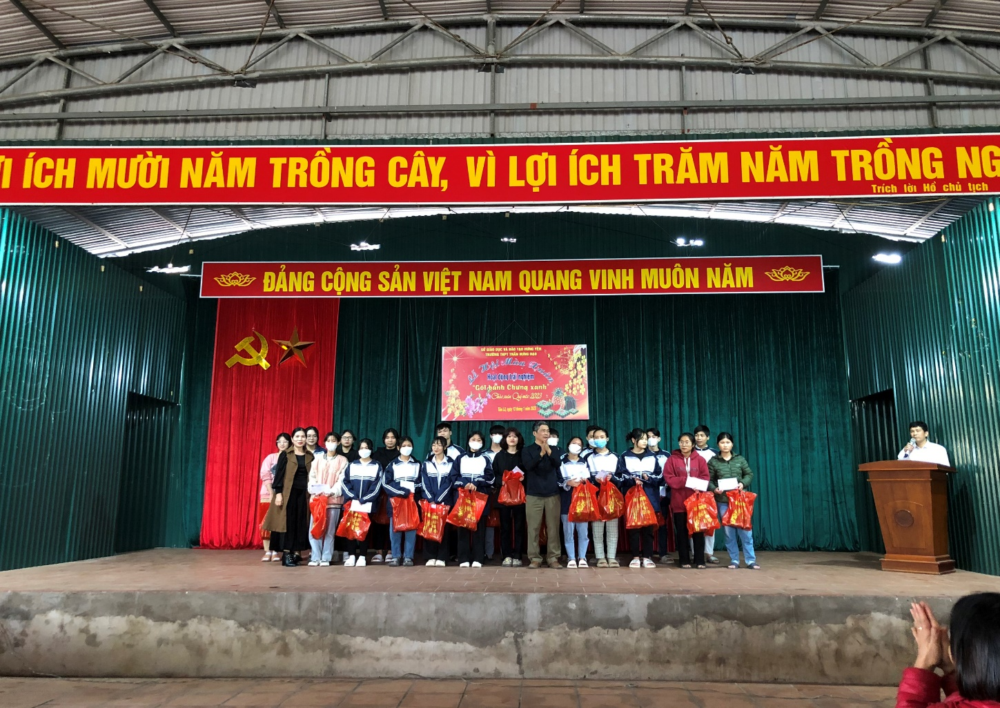 ỢI ÍCH MƯỜI NĂM TRỒNG CÂY, VÌ LỢI ÍCH TRĂM NĂM TRỒNG NG
Trích lời Hồ chủ tịch
ĐẢNG CỘNG SẢN VIỆT NAM QUANG VINH MUÔN NĂM
SỞ GIÁO DỤC VÀ ĐÀO TẠO HƯNG YÊN
TRƯỜNG THPT TRẦN HƯNG ĐẠO
Lễ Hội Mùa Xuân
Hoạt động trải nghiệm
"Gói bánh Chưng xanh"
Chào xuân Quý mão 2023
ngày 13 tháng 1 năm 2023